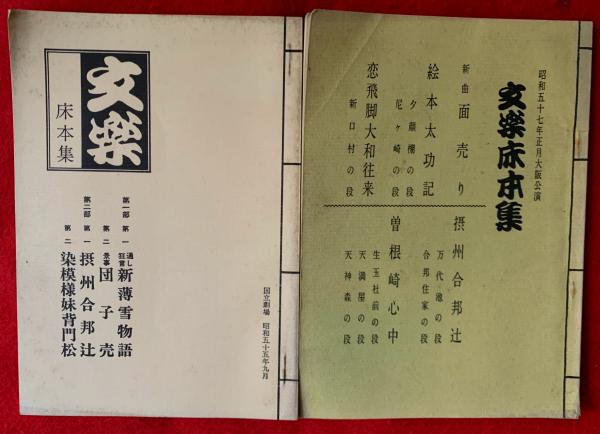 文楽
床本集
第一部 第一 通し狂言 新薄雪物語
第二 景事 団子売
第二部 第一 摂州合邦辻
第二 染模様妹背門松
国立劇場 昭和五十五年九月
昭和五十七年正月大阪公演
文楽床本集
新曲 面売り
絵本太功記
夕顔棚の段
尼ヶ崎の段
恋飛脚大和往来
新口村の段
摂州合邦辻
万代池の段
合邦住家の段
曽根崎心中
生玉社前の段
天満屋の段
天神森の段